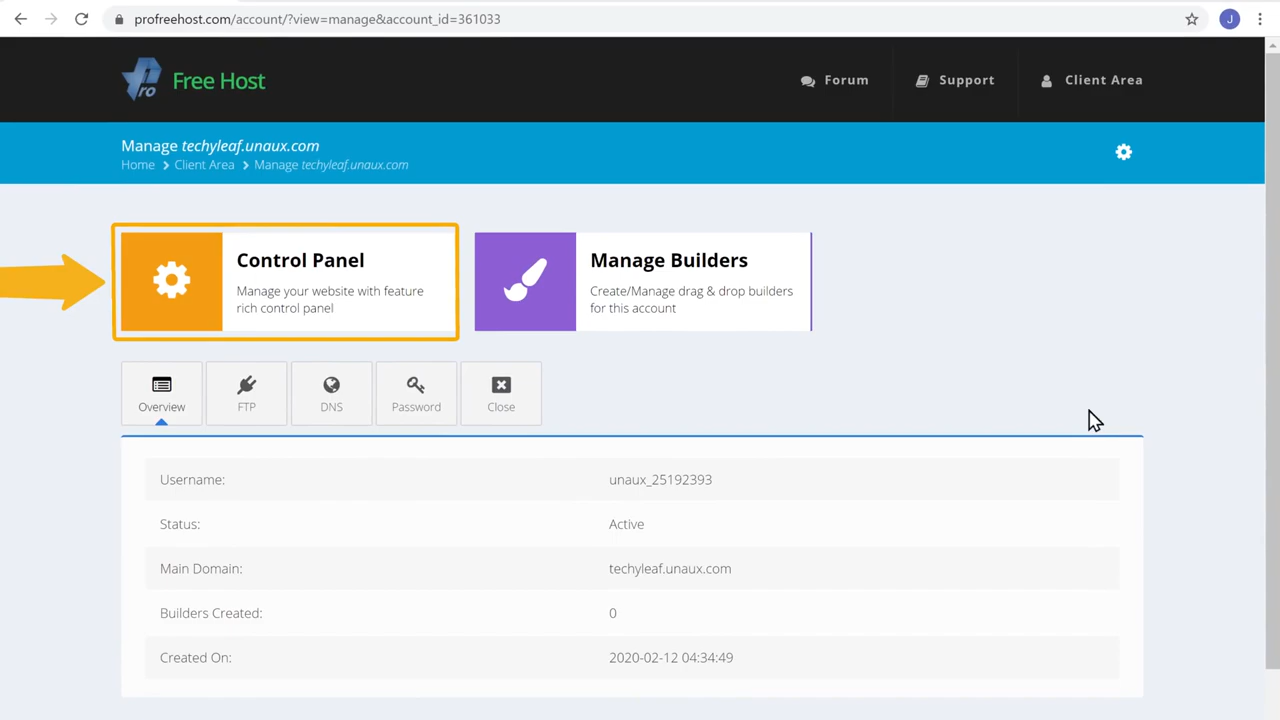 profreehost.com/account/?view=manage&account_id=361033
J
ro
Free Host
Forum
Support
Client Area
Manage techyleaf.unaux.com
Home
Client Area
Manage techyleaf.unaux.com
Control Panel
Manage your website with feature
rich control panel
Manage Builders
Create/Manage drag & drop builders
for this account
Overview
FTP
DNS
Password
Close
Username:
unaux_25192393
Status:
Active
Main Domain:
techyleaf.unaux.com
Builders Created:
0
Created On:
2020-02-12 04:34:49